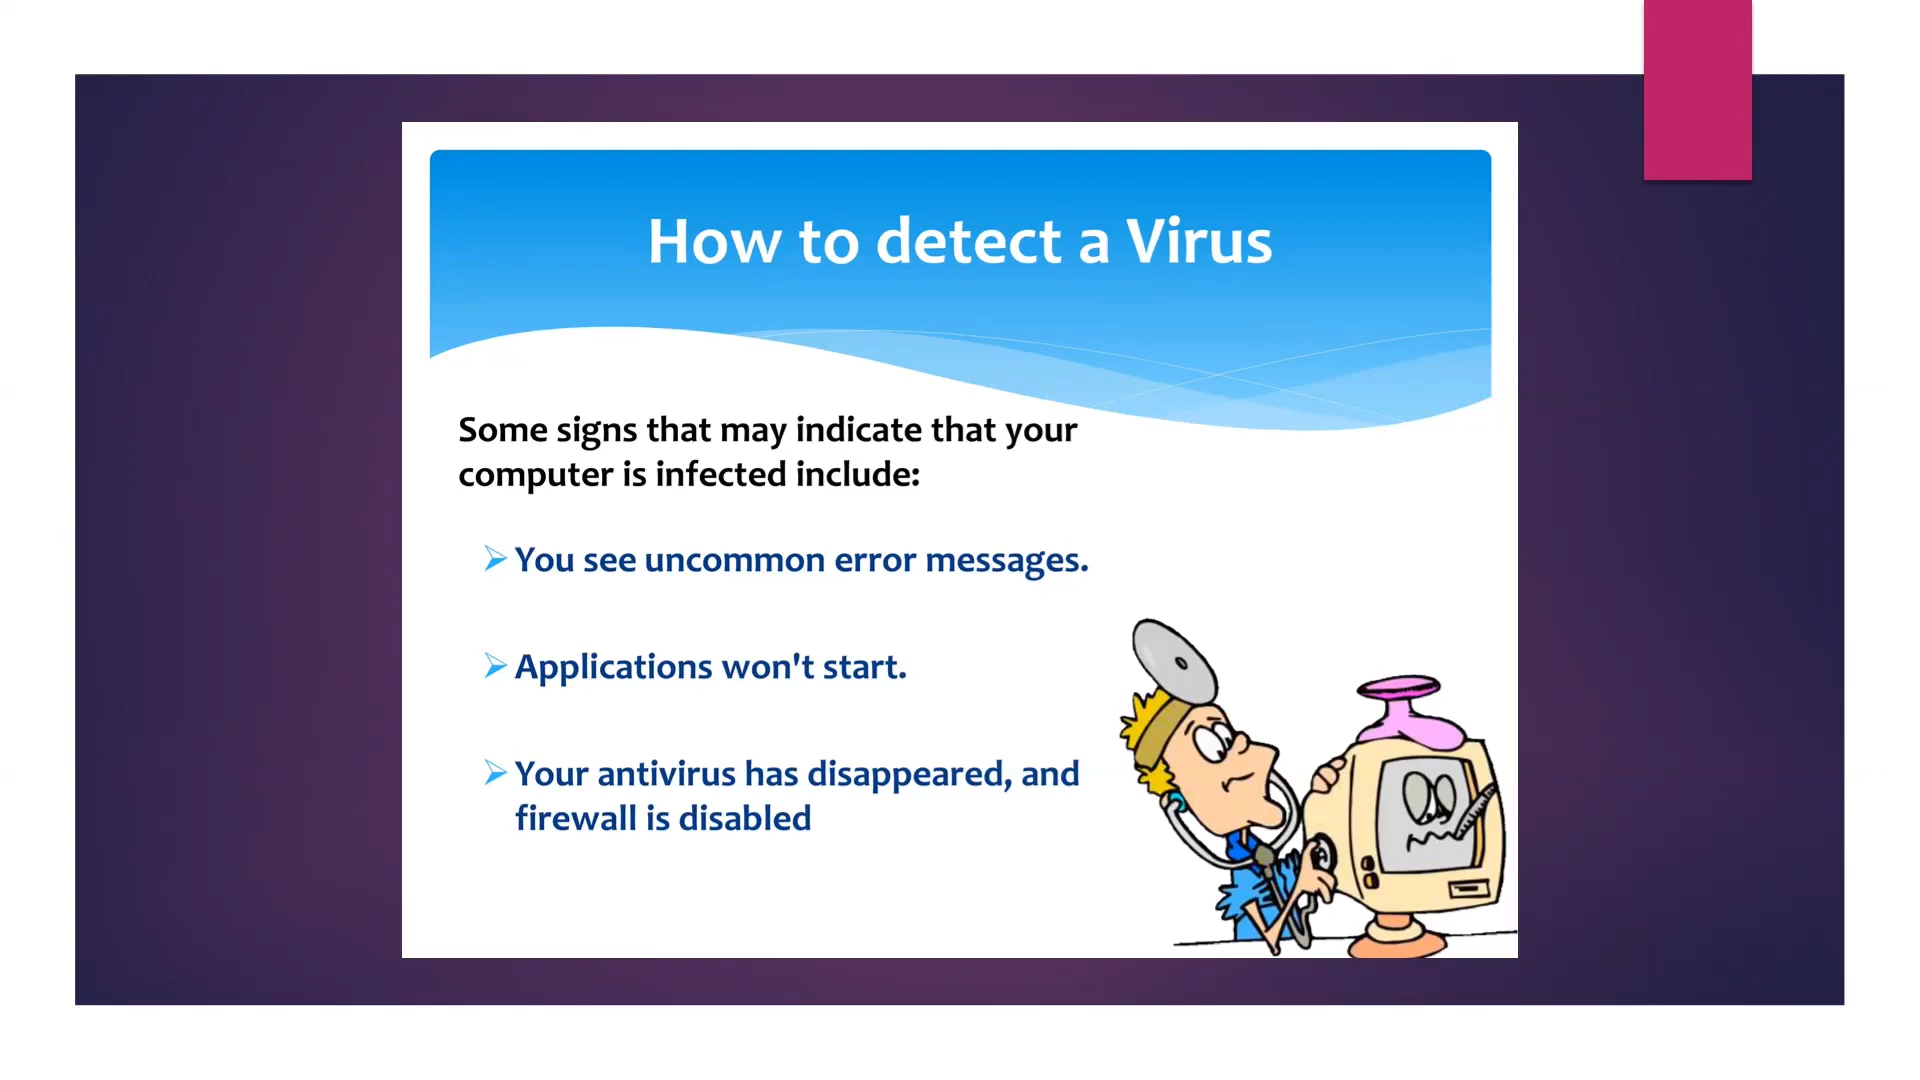 How to detect a Virus
Some signs that may indicate that your
computer is infected include:
You see uncommon error messages.
Applications won't start.
Your antivirus has disappeared, and
firewall is disabled